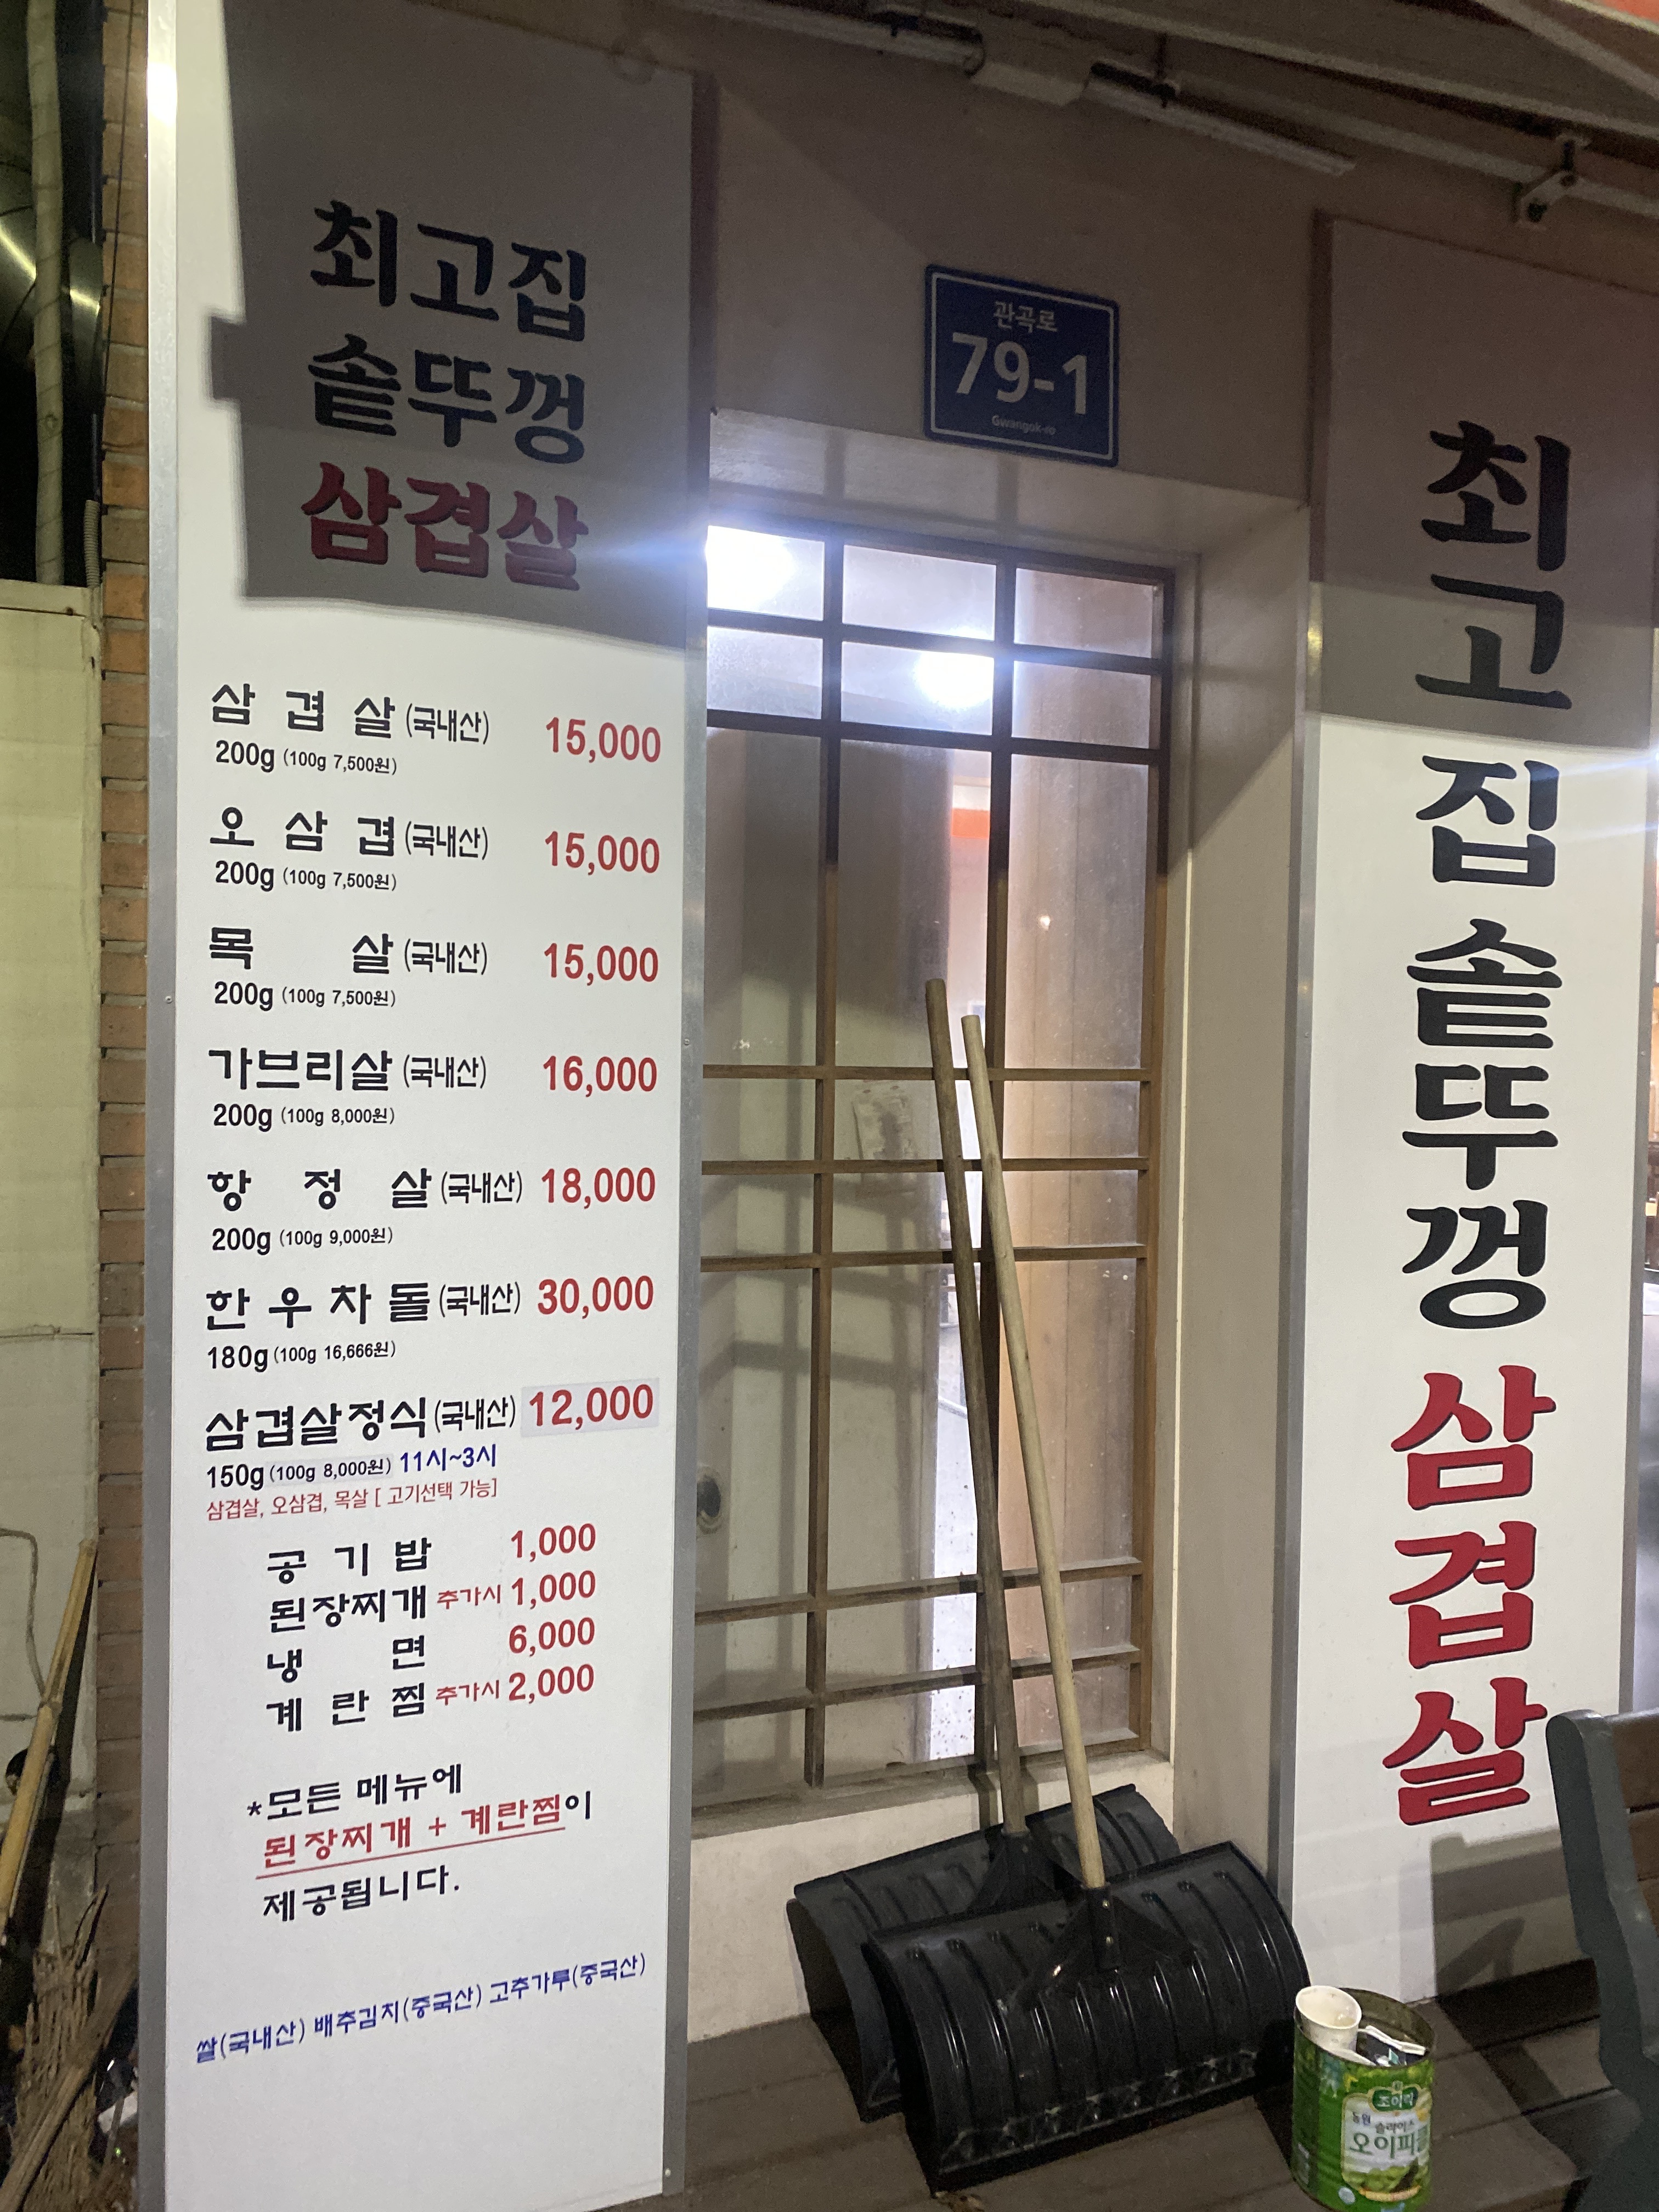 최고집
솥뚜껑
삼겹살
삼겹살(국내산) 15,000
200g (100g 7,500원)
오삼겹(국내산) 15,000
200g (100g 7,500원)
목살(국내산) 15,000
200g (100g 7,500원)
가브리살(국내산) 16,000
200g (100g 8,000원)
항정살(국내산) 18,000
200g (100g 9,000원)
한우차돌(국내산) 30,000
180g (100g 16,666원)
삼겹살정식(국내산) 12,000
150g (100g 8,000원) 11시~3시
삼겹살, 오삼겹, 목살 [ 고기선택 가능]
공기밥 1,000
된장찌개 추가시 1,000
냉면 6,000
계란찜 추가시 2,000
*모든 메뉴에
된장찌개 + 계란찜이
제공됩니다.
쌀(국내산) 배추김치(중국산) 고추가루(중국산)
관곡로
79-1
Gwangok-ro
최고집솥뚜껑삼겹살
조이락
슬라이스
오이피클